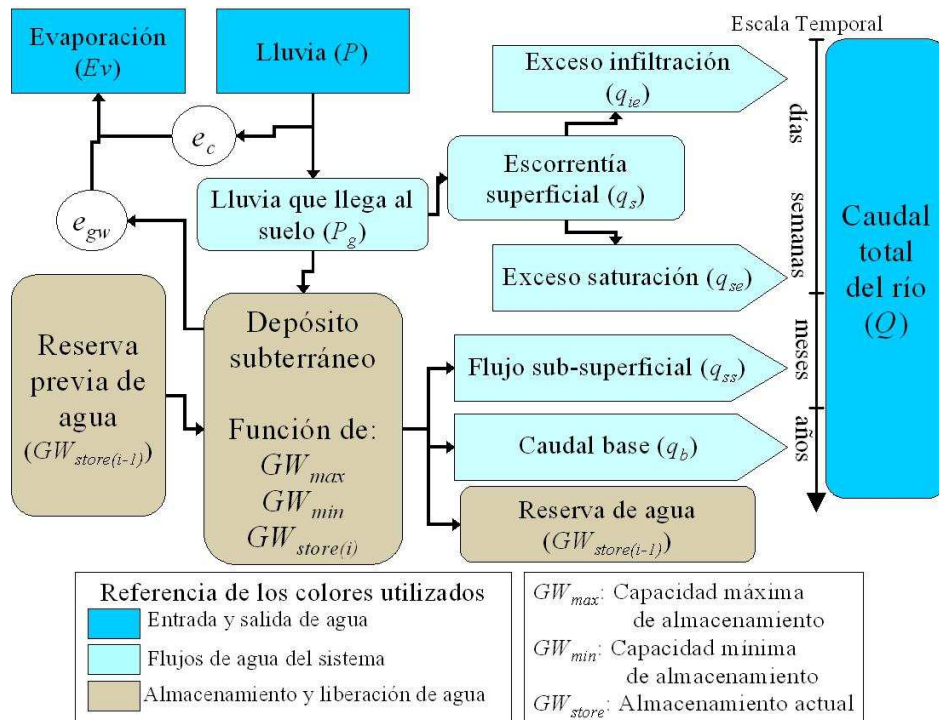 Evaporación
(Ev)
Lluvia (P)
e_c
e_gw
Lluvia que llega al
suelo (P_g)
Escorrentía
superficial (q_s)
Exceso infiltración
(q_ie)
Exceso saturación (q_se)
Reserva
previa de
agua
(GW_store(i-1))
Depósito
subterráneo
Función de:
GW_max
GW_min
GW_store(i)
Flujo sub-superficial (q_ss)
Caudal base (q_b)
Reserva de agua
(GW_store(i-1))
Escala Temporal
días
semanas
meses
años
Caudal
total
del río
(Q)
Referencia de los colores utilizados
Entrada y salida de agua
Flujos de agua del sistema
Almacenamiento y liberación de agua
GW_max: Capacidad máxima
de almacenamiento
GW_min: Capacidad mínima
de almacenamiento
GW_store: Almacenamiento actual